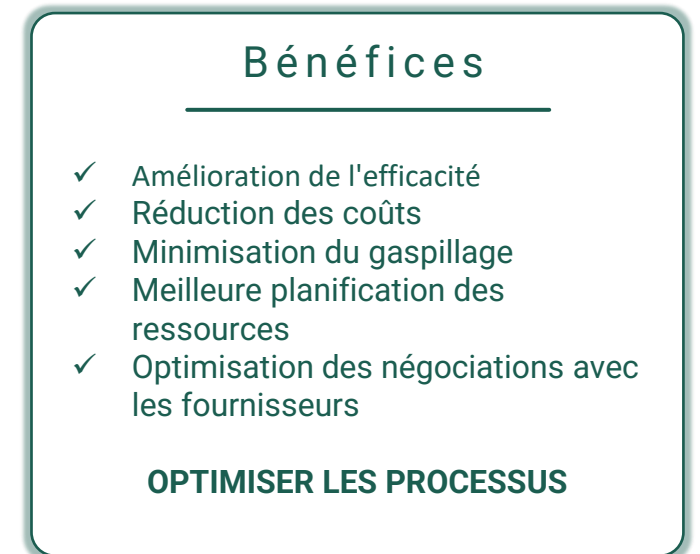 Bénéfices
✓ Amélioration de l'efficacité
✓ Réduction des coûts
✓ Minimisation du gaspillage
✓ Meilleure planification des
ressources
✓ Optimisation des négociations avec
les fournisseurs
OPTIMISER LES PROCESSUS